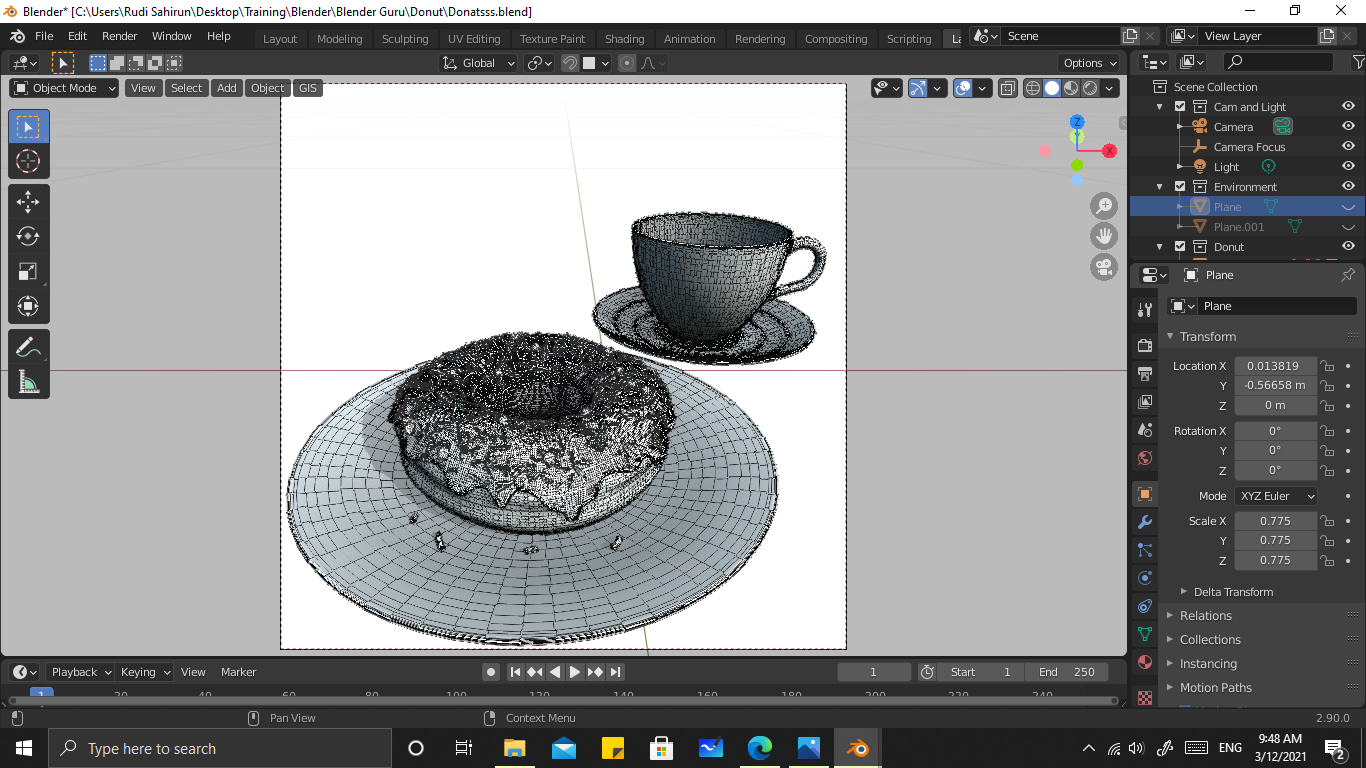 Blender* [C:\Users\Rudi Sahirun\Desktop\Training\Blender\Blender Guru\Donut\Donatsss.blend]
File Edit Render Window Help Layout Modeling Sculpting UV Editing Texture Paint Shading Animation Rendering Compositing Scripting La Scene View Layer
Global Options
Object Mode View Select Add Object GIS
Z
Y
X
Scene Collection
Cam and Light
Camera
Camera Focus
Light
Environment
Plane
Plane.001
Donut
Plane
Plane
Transform
Location X 0.013819
Y -0.56658 m
Z 0 m
Rotation X 0°
Y 0°
Z 0°
Mode XYZ Euler
Scale X 0.775
Y 0.775
Z 0.775
Delta Transform
Relations
Collections
Instancing
Motion Paths
Playback Keying View Marker 1 Start 1 End 250
1 20 40 60 80 100 120 140 160 180 200 220 240
Pan View Context Menu 2.90.0
Type here to search
ENG
9:48 AM
3/12/2021
2